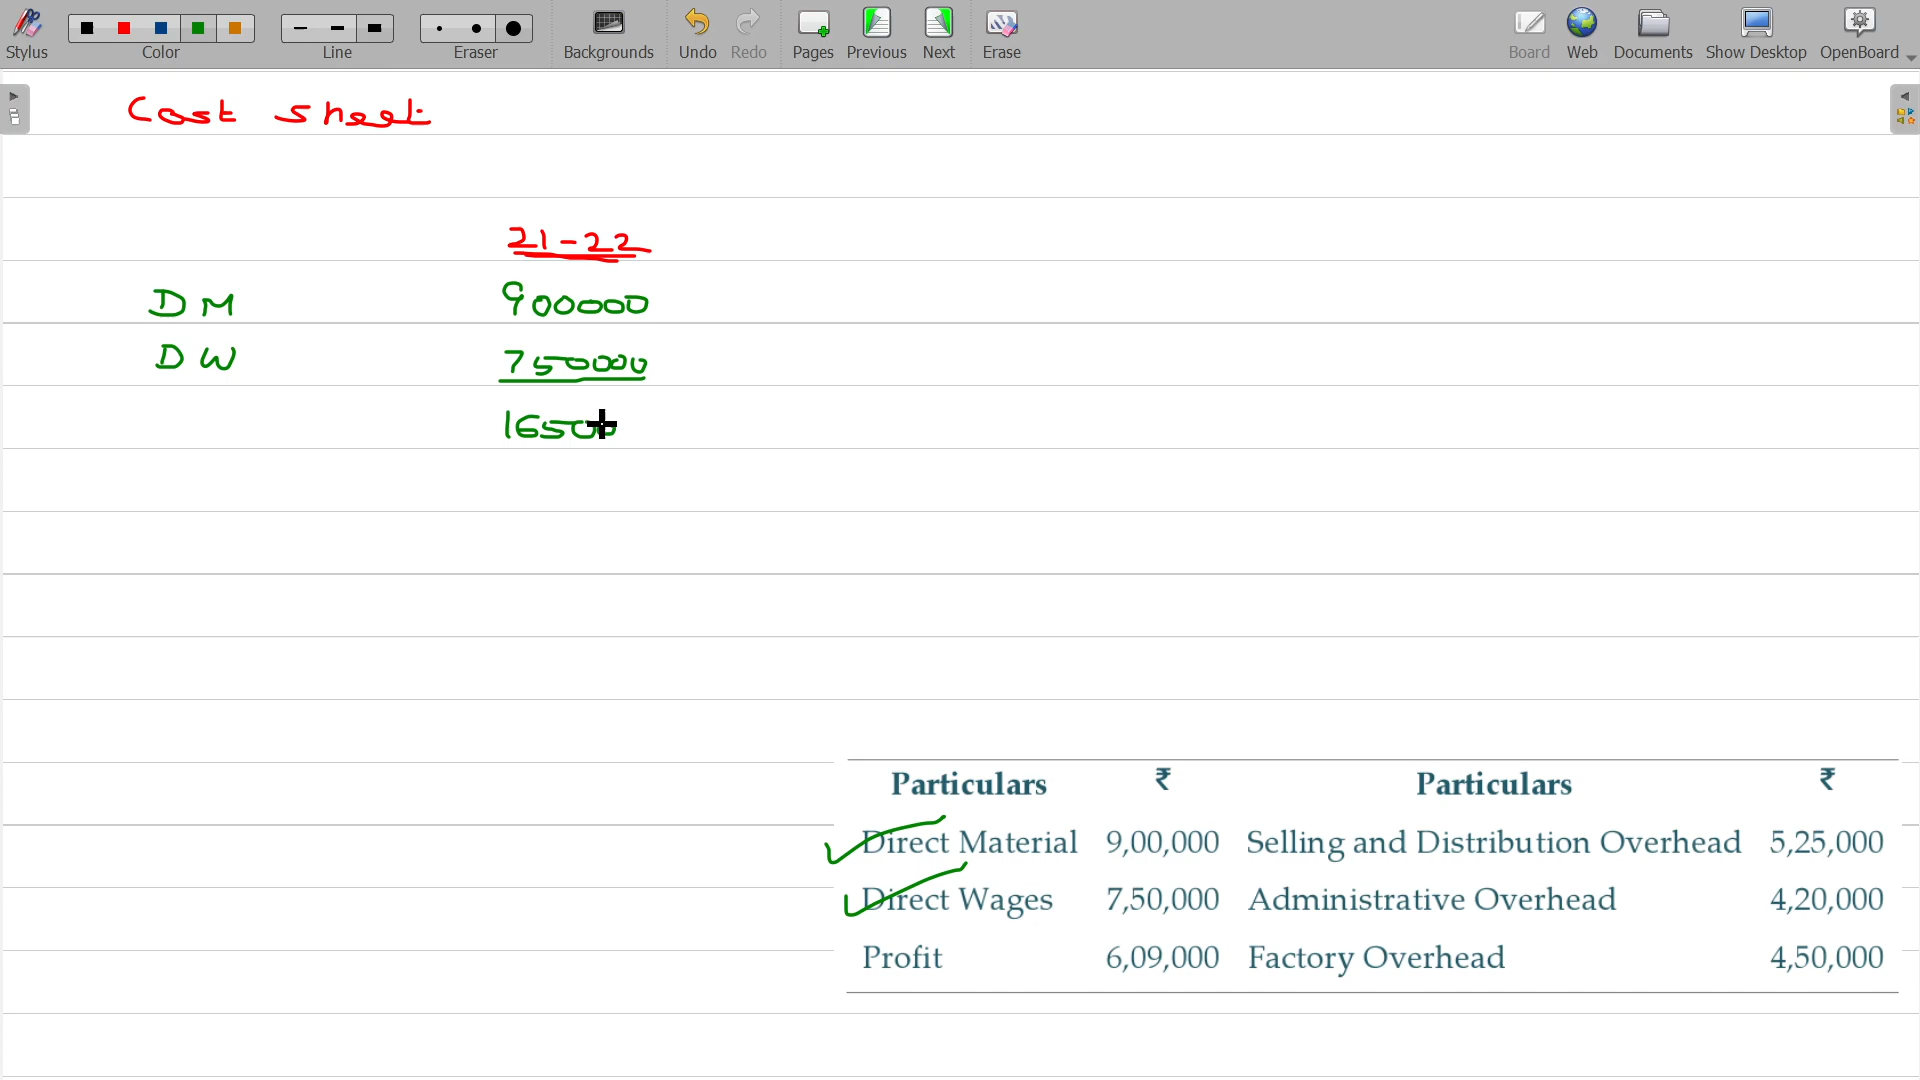 Stylus Color Line Eraser Backgrounds Undo Redo Pages Previous Next Erase Board Web Documents Show Desktop OpenBoard
Cost sheet
21-22
DM 900000
DW 750000
16500
Particulars ₹ Particulars ₹
Direct Material 9,00,000 Selling and Distribution Overhead 5,25,000
Direct Wages 7,50,000 Administrative Overhead 4,20,000
Profit 6,09,000 Factory Overhead 4,50,000